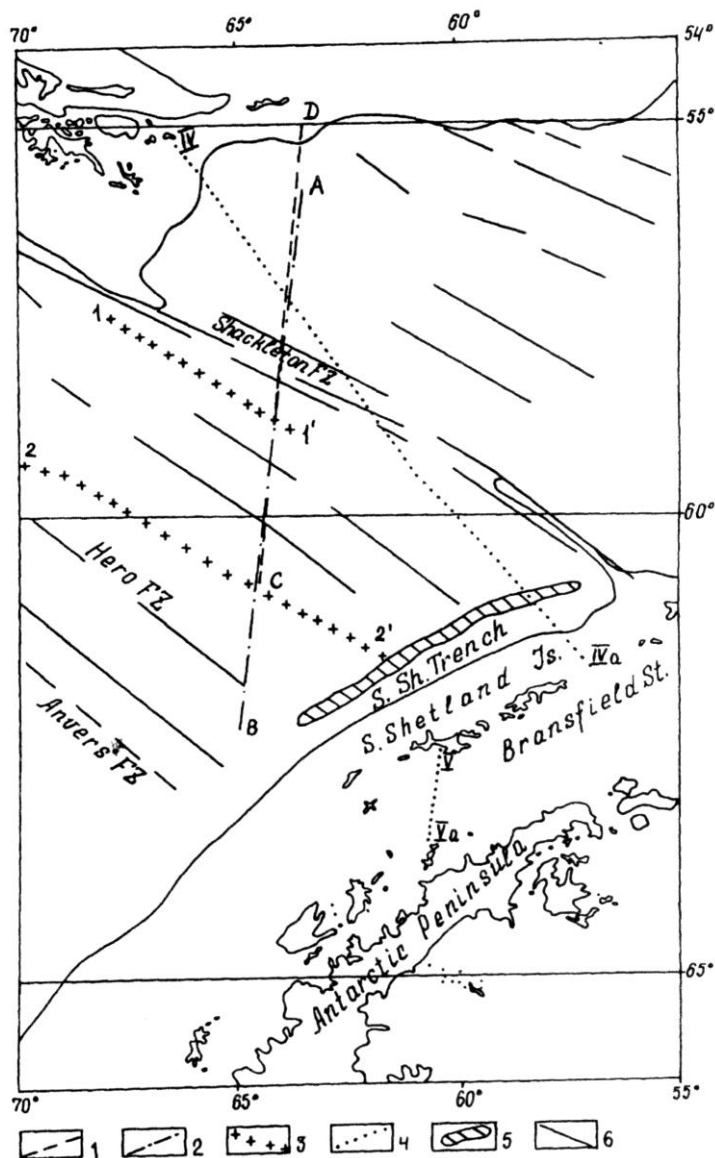 70° 65° 60° 54°
D
55°
IV
A
1
Shackleton FZ
1'
2
60°
Hero FZ
C
2'
S. Sh. Trench
IVa
S. Shetland Is.
Bransfield St.
B
Anvers FZ
V
Va
Antarctic Peninsula
65°
70° 65° 60° 55°
1 2 3 4 5 6